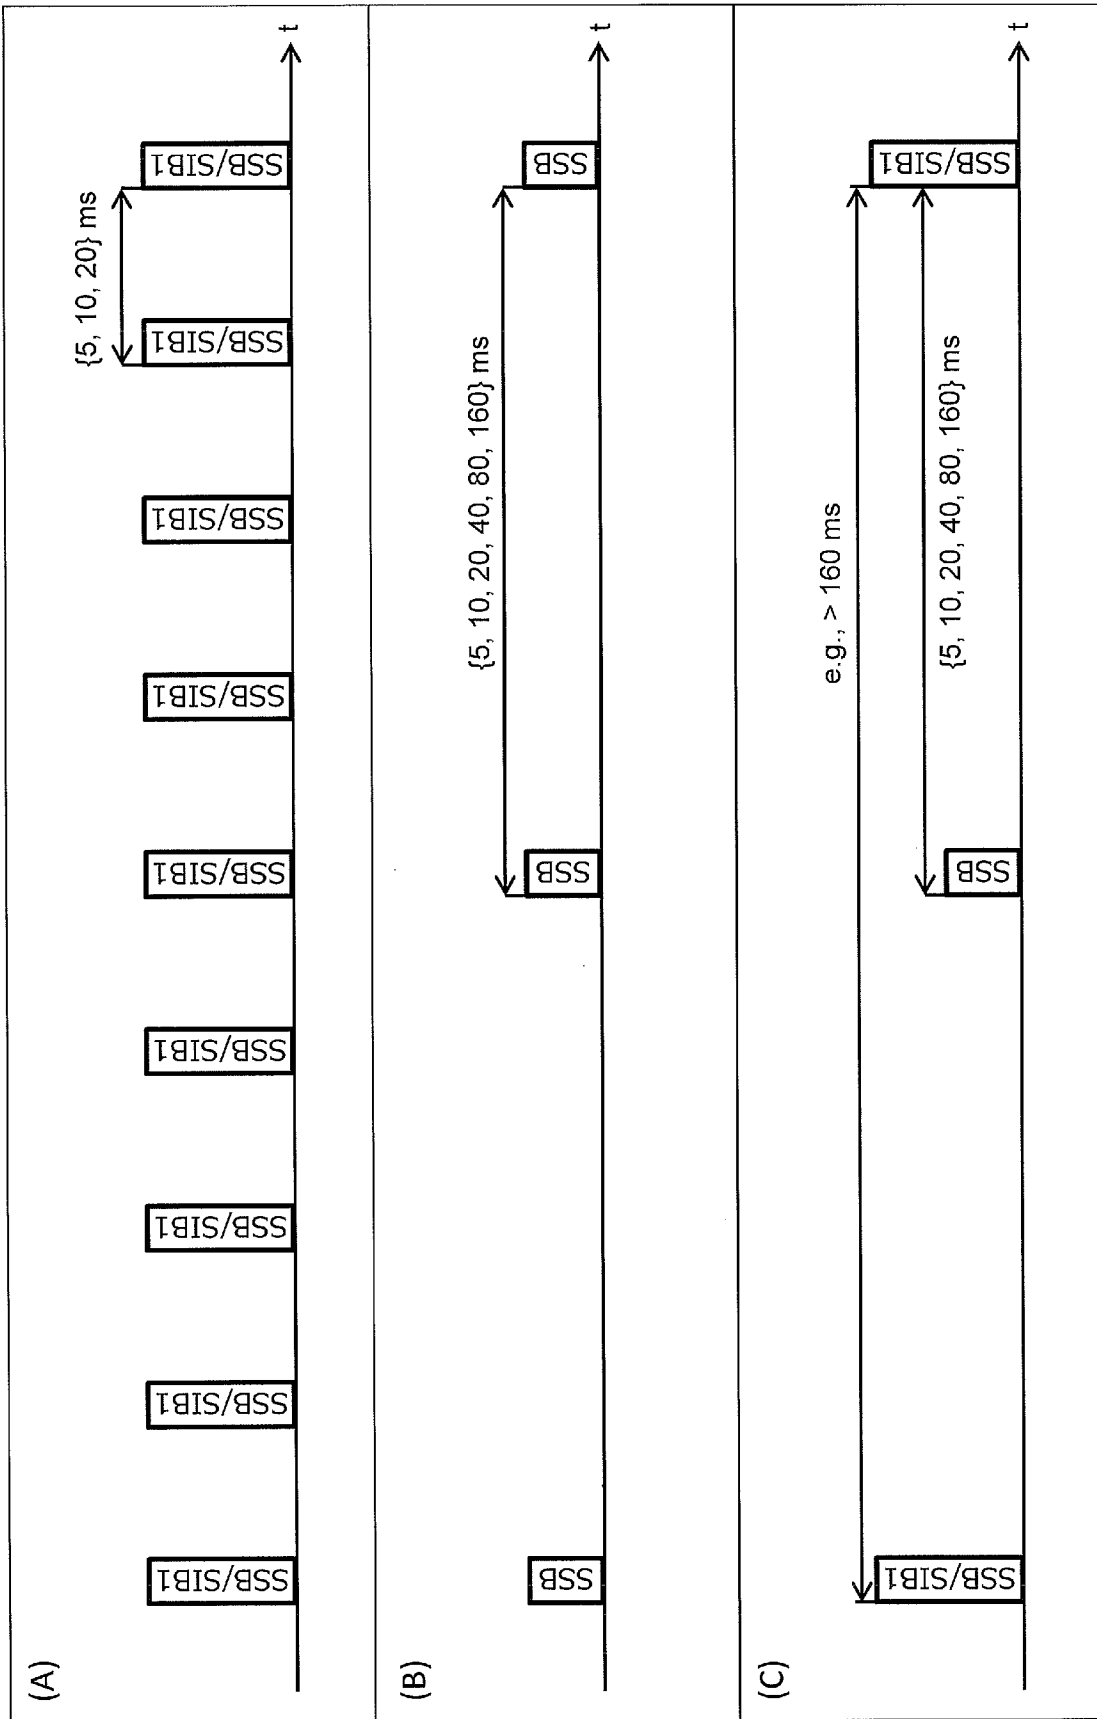 (A)
{5, 10, 20} ms
SSB/SIB1
SSB/SIB1
SSB/SIB1
SSB/SIB1
SSB/SIB1
SSB/SIB1
SSB/SIB1
SSB/SIB1
SSB/SIB1
t
(B)
{5, 10, 20, 40, 80, 160} ms
SSB
SSB
SSB
t
(C)
e.g., > 160 ms
{5, 10, 20, 40, 80, 160} ms
SSB/SIB1
SSB
SSB/SIB1
t